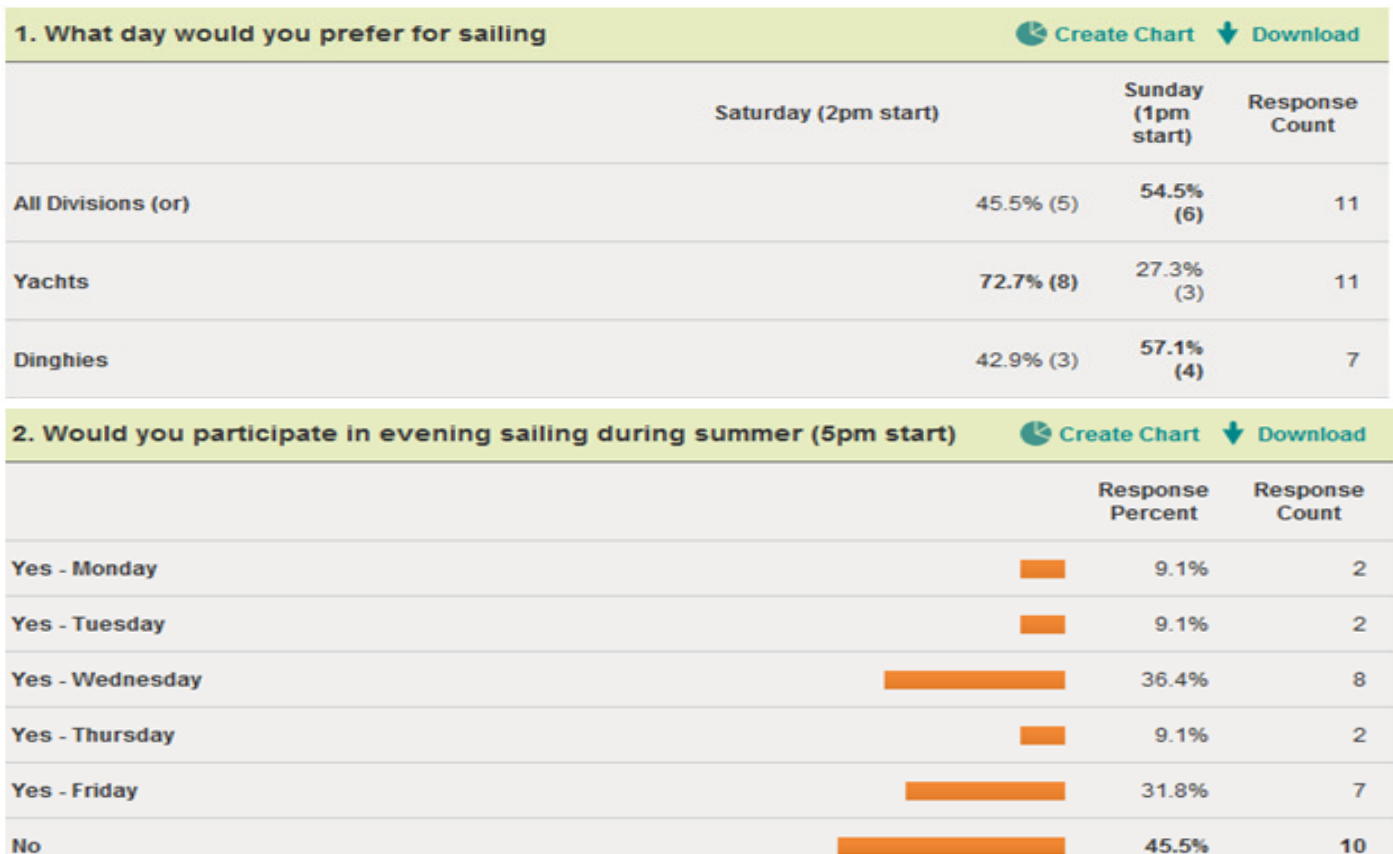 1. What day would you prefer for sailing Create Chart Download
Saturday (2pm start) Sunday (1pm start) Response Count
All Divisions (or) 45.5% (5) 54.5% (6) 11
Yachts 72.7% (8) 27.3% (3) 11
Dinghies 42.9% (3) 57.1% (4) 7
2. Would you participate in evening sailing during summer (5pm start) Create Chart Download
Response Percent Response Count
Yes - Monday 9.1% 2
Yes - Tuesday 9.1% 2
Yes - Wednesday 36.4% 8
Yes - Thursday 9.1% 2
Yes - Friday 31.8% 7
No 45.5% 10